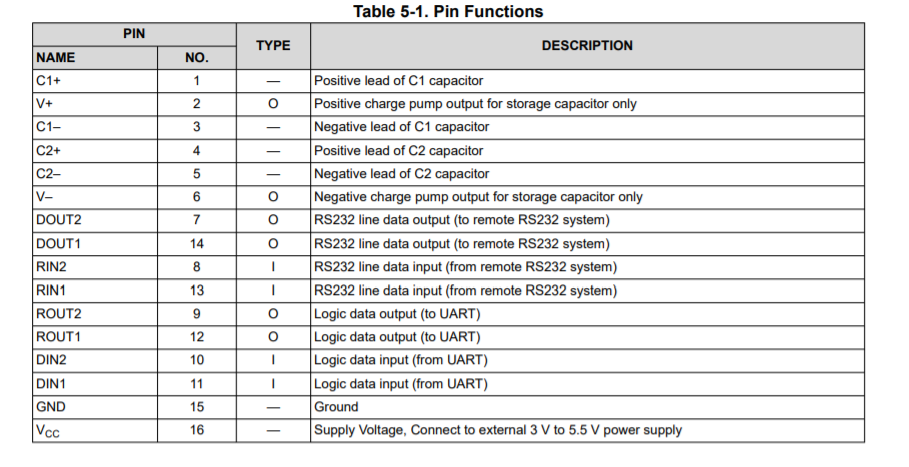 Table 5-1. Pin Functions
PIN TYPE DESCRIPTION
NAME NO.
C1+ 1 — Positive lead of C1 capacitor
V+ 2 O Positive charge pump output for storage capacitor only
C1– 3 — Negative lead of C1 capacitor
C2+ 4 — Positive lead of C2 capacitor
C2– 5 — Negative lead of C2 capacitor
V– 6 O Negative charge pump output for storage capacitor only
DOUT2 7 O RS232 line data output (to remote RS232 system)
DOUT1 14 O RS232 line data output (to remote RS232 system)
RIN2 8 I RS232 line data input (from remote RS232 system)
RIN1 13 I RS232 line data input (from remote RS232 system)
ROUT2 9 O Logic data output (to UART)
ROUT1 12 O Logic data output (to UART)
DIN2 10 I Logic data input (from UART)
DIN1 11 I Logic data input (from UART)
GND 15 — Ground
VCC 16 — Supply Voltage, Connect to external 3 V to 5.5 V power supply